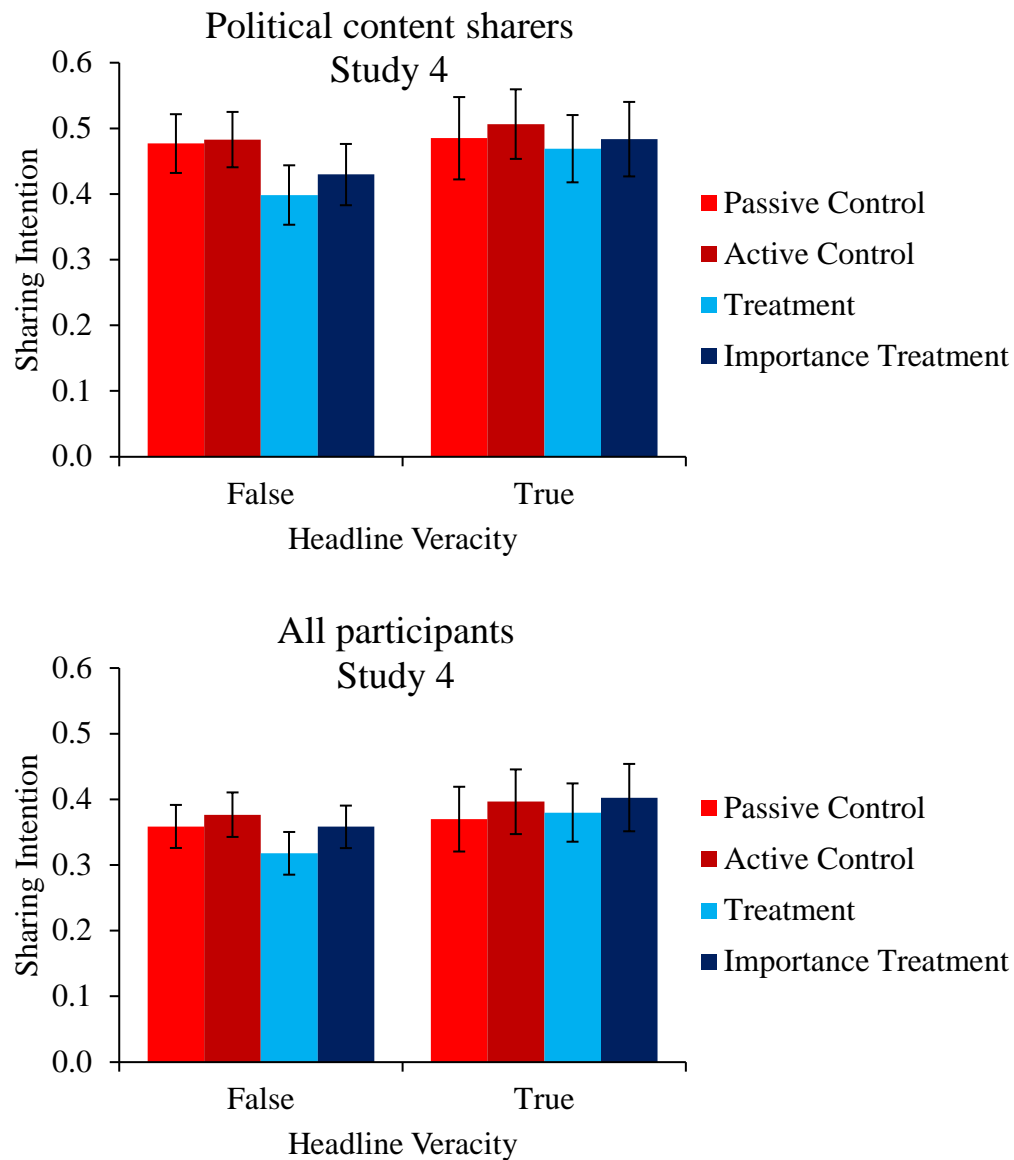 Political content sharers
Study 4
0.6
0.5
0.4
0.3
0.2
0.1
0.0
Sharing Intention
False
True
Headline Veracity
Passive Control
Active Control
Treatment
Importance Treatment
All participants
Study 4
0.6
0.5
0.4
0.3
0.2
0.1
0.0
Sharing Intention
False
True
Headline Veracity
Passive Control
Active Control
Treatment
Importance Treatment